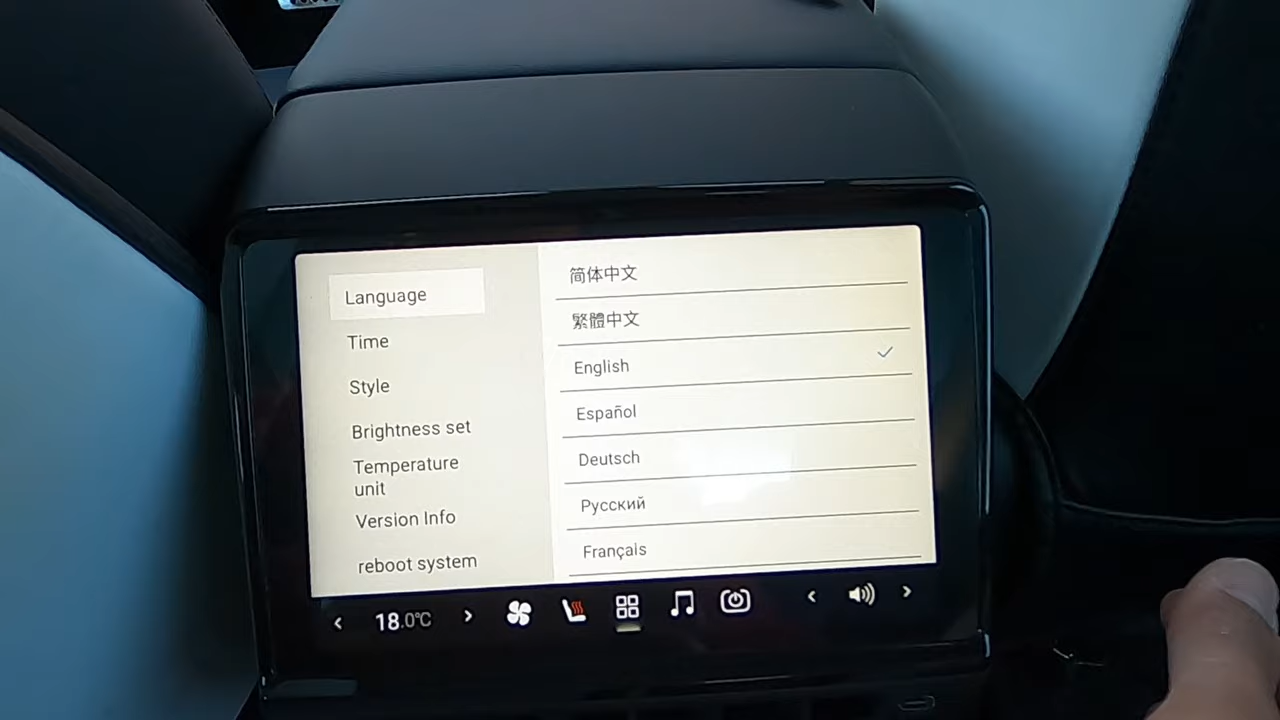 Language
Time
Style
Brightness set
Temperature
unit
Version Info
reboot system
简体中文
繁體中文
English
Español
Deutsch
Русский
Français
18.0°C